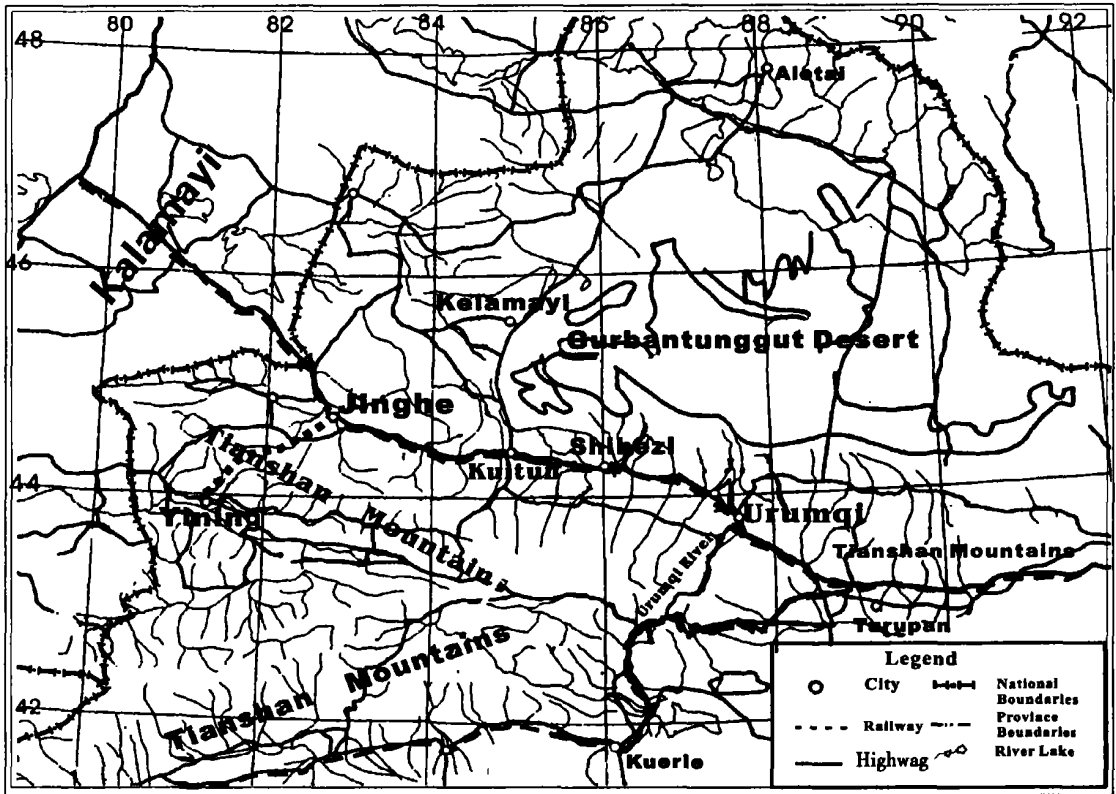 80 82 84 86 88 90 92
48
Aletai
Kalamayi
46
Kelamayi
Gurbantunggut Desert
Jinghe
Tianshan Mountains
Shihezi
Kuitun
44
Yining
Urumqi
Urumqi River
Tianshan Mountains
Turupan
Tianshan Mountains
42
Kuerle
Legend
City
National
Boundaries
Railway
Province
Boundaries
Highwag
River Lake